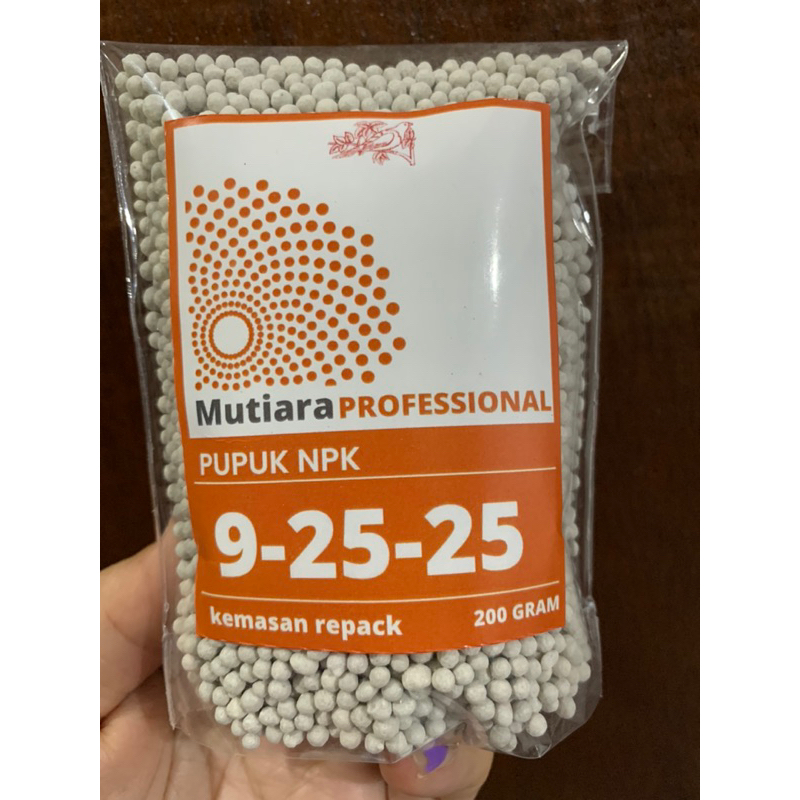 Mutiara PROFESSIONAL
PUPUK NPK
9-25-25
kemasan repack 200 GRAM